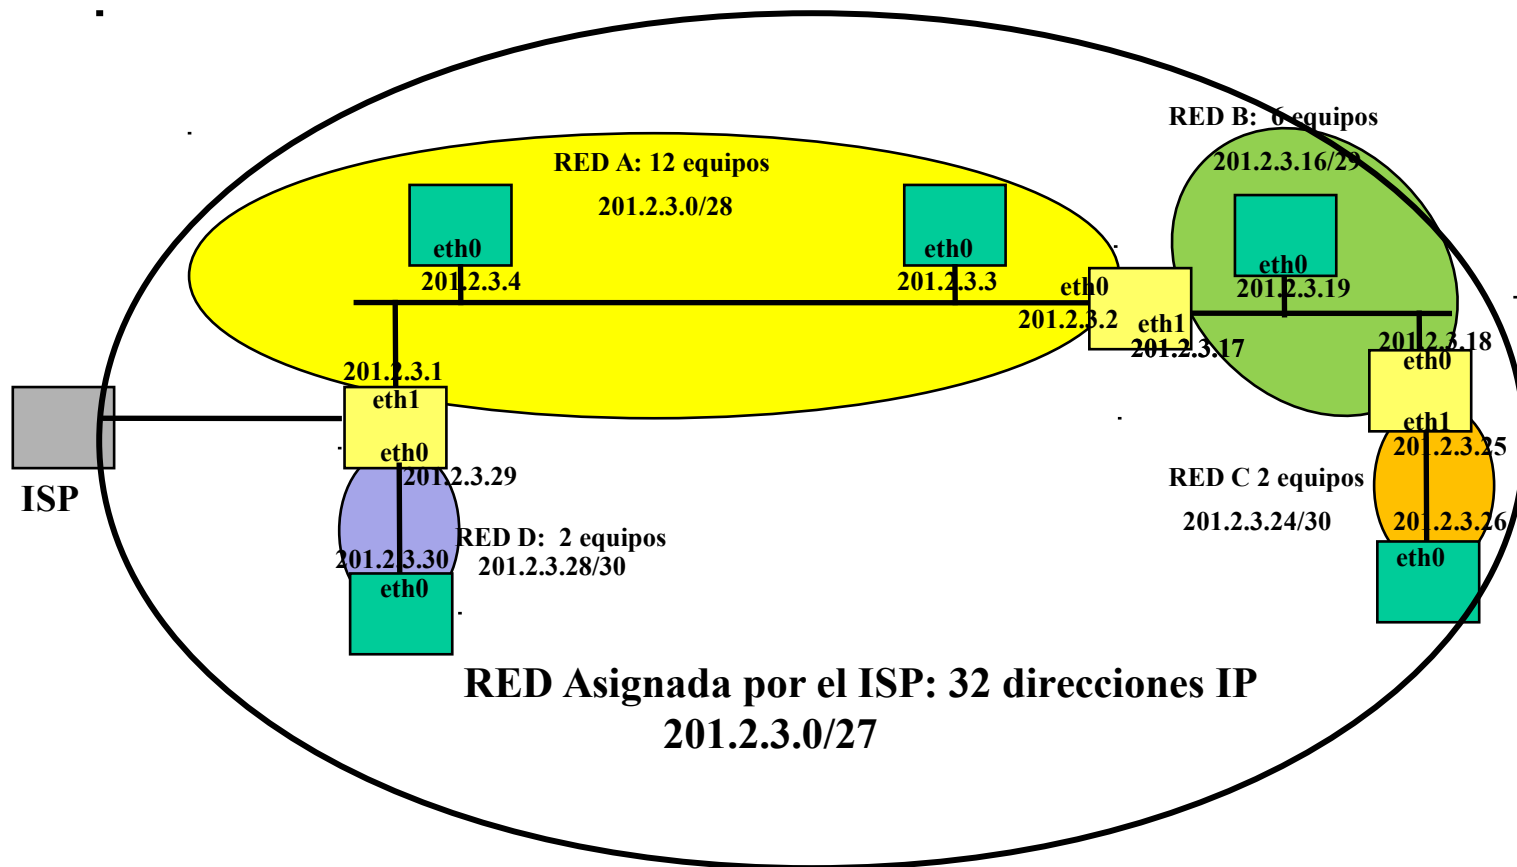 RED B: 6 equipos
201.2.3.16/29
RED A: 12 equipos
201.2.3.0/28
eth0
201.2.3.4
eth0
201.2.3.3
eth0
201.2.3.2
eth1
201.2.3.17
eth0
201.2.3.19
201.2.3.18
eth0
eth1
201.2.3.25
201.2.3.1
eth1
eth0
201.2.3.29
ISP
RED C 2 equipos
201.2.3.24/30
201.2.3.26
eth0
RED D: 2 equipos
201.2.3.28/30
201.2.3.30
eth0
RED Asignada por el ISP: 32 direcciones IP
201.2.3.0/27